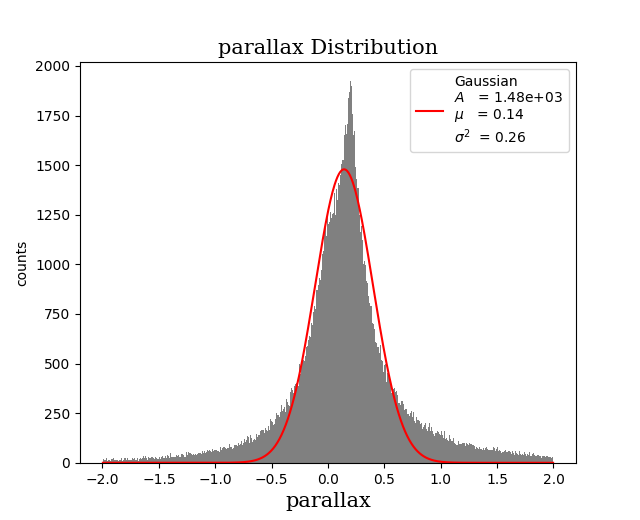 parallax Distribution
2000
1750
1500
1250
1000
750
500
250
0
counts
Gaussian
A = 1.48e+03
μ = 0.14
σ² = 0.26
−2.0 −1.5 −1.0 −0.5 0.0 0.5 1.0 1.5 2.0
parallax